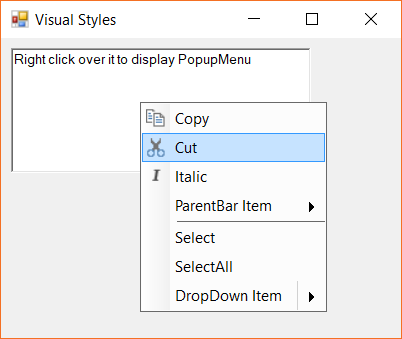 Visual Styles
Right click over it to display PopupMenu
Copy
Cut
I Italic
ParentBar Item
Select
SelectAll
DropDown Item